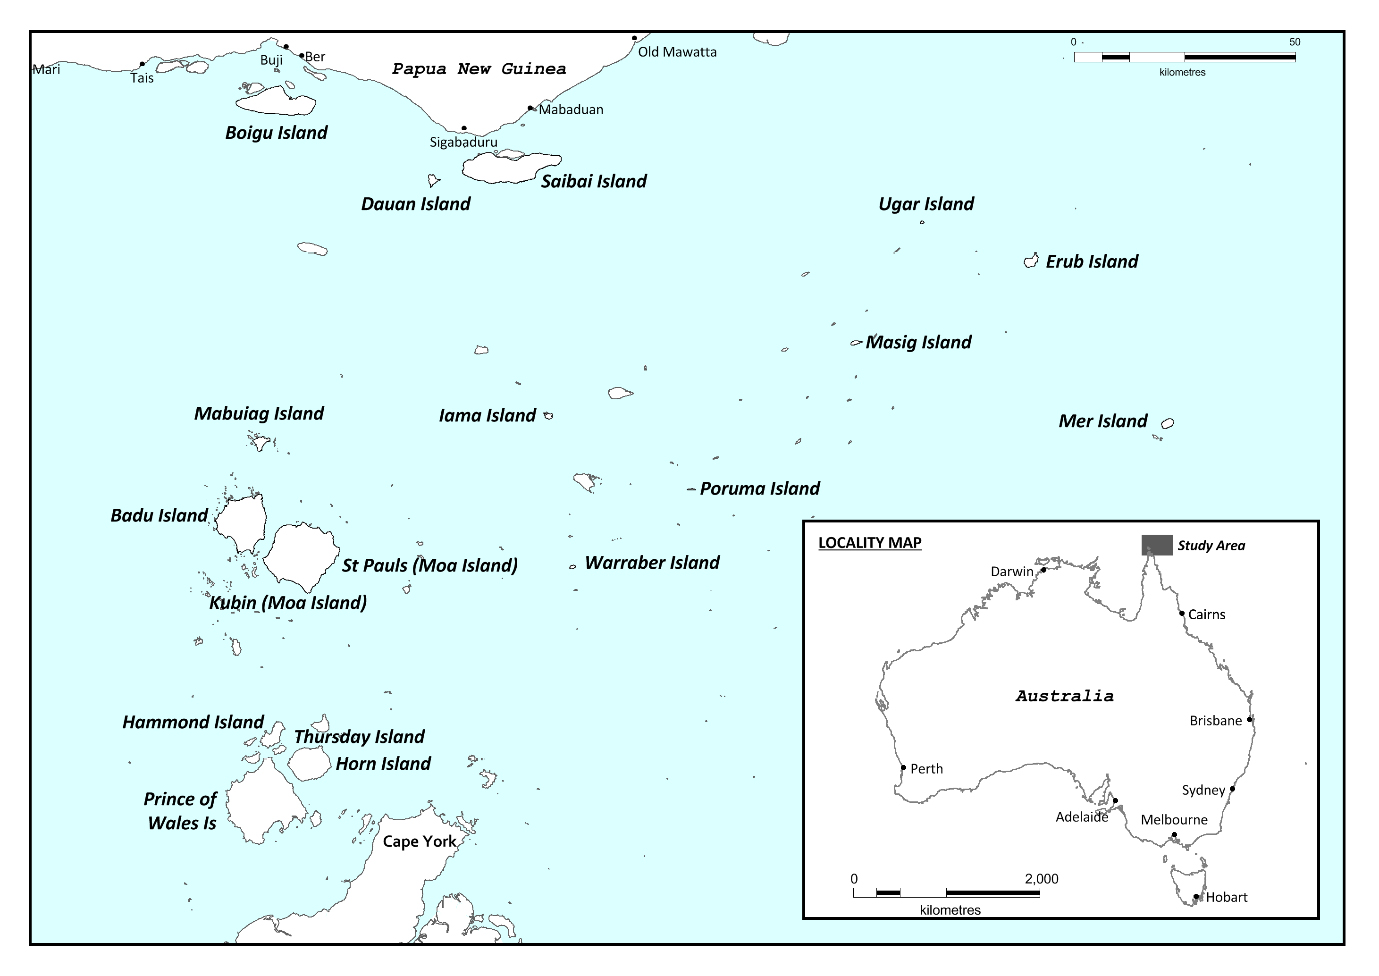 0
50
kilometres
Old Mawatta
Buji
Ber
Mari
Tais
Papua New Guinea
Mabaduan
Boigu Island
Sigabaduru
Saibai Island
Dauan Island
Ugar Island
Erub Island
Masig Island
Mabuiag Island
Iama Island
Mer Island
Poruma Island
Badu Island
St Pauls (Moa Island)
Warraber Island
Kubin (Moa Island)
Hammond Island
Thursday Island
Horn Island
Prince of
Wales Is
Cape York
LOCALITY MAP
Study Area
Darwin
Cairns
Australia
Brisbane
Perth
Sydney
Adelaide
Melbourne
0
2,000
kilometres
Hobart